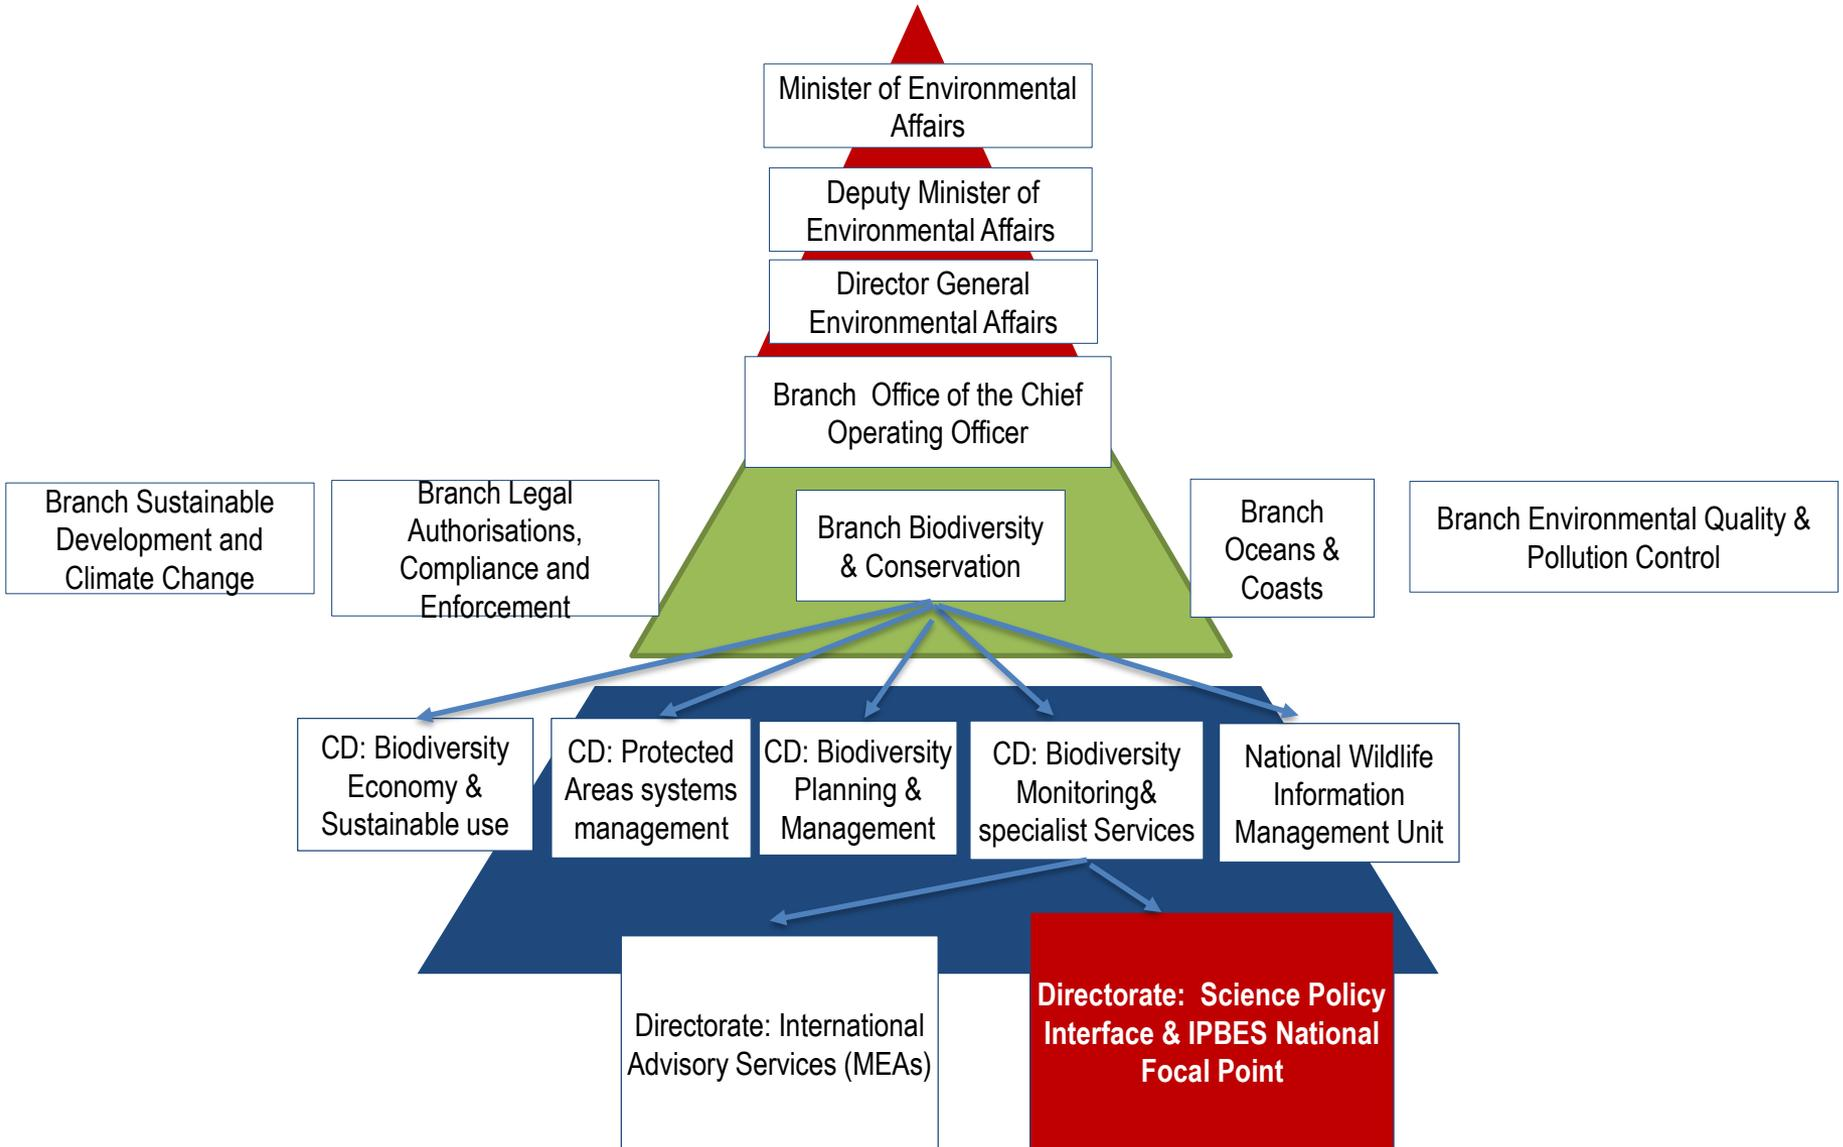 Minister of Environmental
Affairs
Deputy Minister of
Environmental Affairs
Director General
Environmental Affairs
Branch  Office of the Chief
Operating Officer
Branch Sustainable
Development and
Climate Change
Branch Legal
Authorisations,
Compliance and
Enforcement
Branch Biodiversity
& Conservation
Branch
Oceans &
Coasts
Branch Environmental Quality &
Pollution Control
CD: Biodiversity
Economy &
Sustainable use
CD: Protected
Areas systems
management
CD: Biodiversity
Planning &
Management
CD: Biodiversity
Monitoring&
specialist Services
National Wildlife
Information
Management Unit
Directorate: International
Advisory Services (MEAs)
Directorate:  Science Policy
Interface & IPBES National
Focal Point